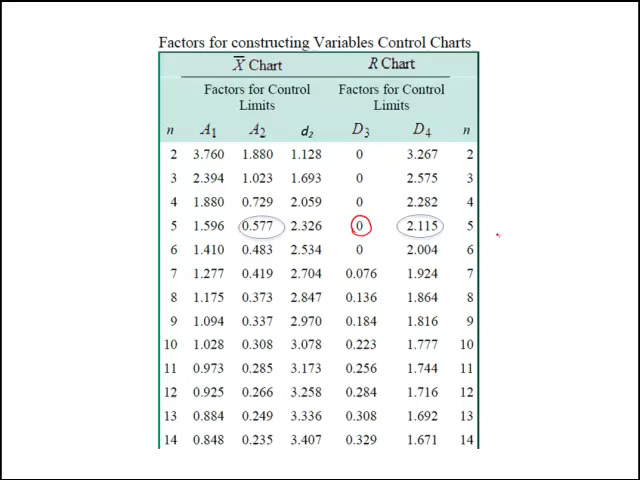 Factors for constructing Variables Control Charts
X̅ Chart R Chart
Factors for Control Factors for Control
Limits Limits
n A1 A2 d2 D3 D4 n
2 3.760 1.880 1.128 0 3.267 2
3 2.394 1.023 1.693 0 2.575 3
4 1.880 0.729 2.059 0 2.282 4
5 1.596 0.577 2.326 0 2.115 5
6 1.410 0.483 2.534 0 2.004 6
7 1.277 0.419 2.704 0.076 1.924 7
8 1.175 0.373 2.847 0.136 1.864 8
9 1.094 0.337 2.970 0.184 1.816 9
10 1.028 0.308 3.078 0.223 1.777 10
11 0.973 0.285 3.173 0.256 1.744 11
12 0.925 0.266 3.258 0.284 1.716 12
13 0.884 0.249 3.336 0.308 1.692 13
14 0.848 0.235 3.407 0.329 1.671 14